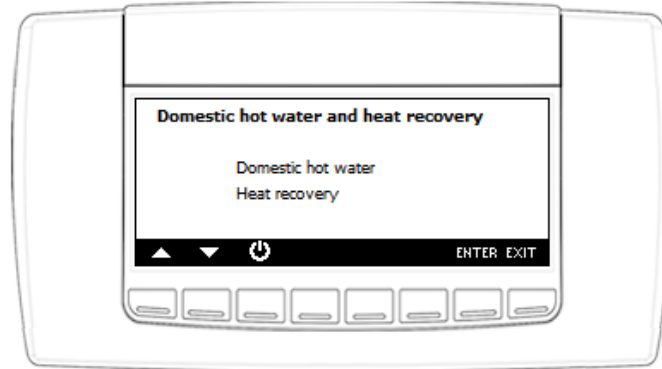 Domestic hot water and heat recovery
Domestic hot water
Heat recovery
ENTER EXIT